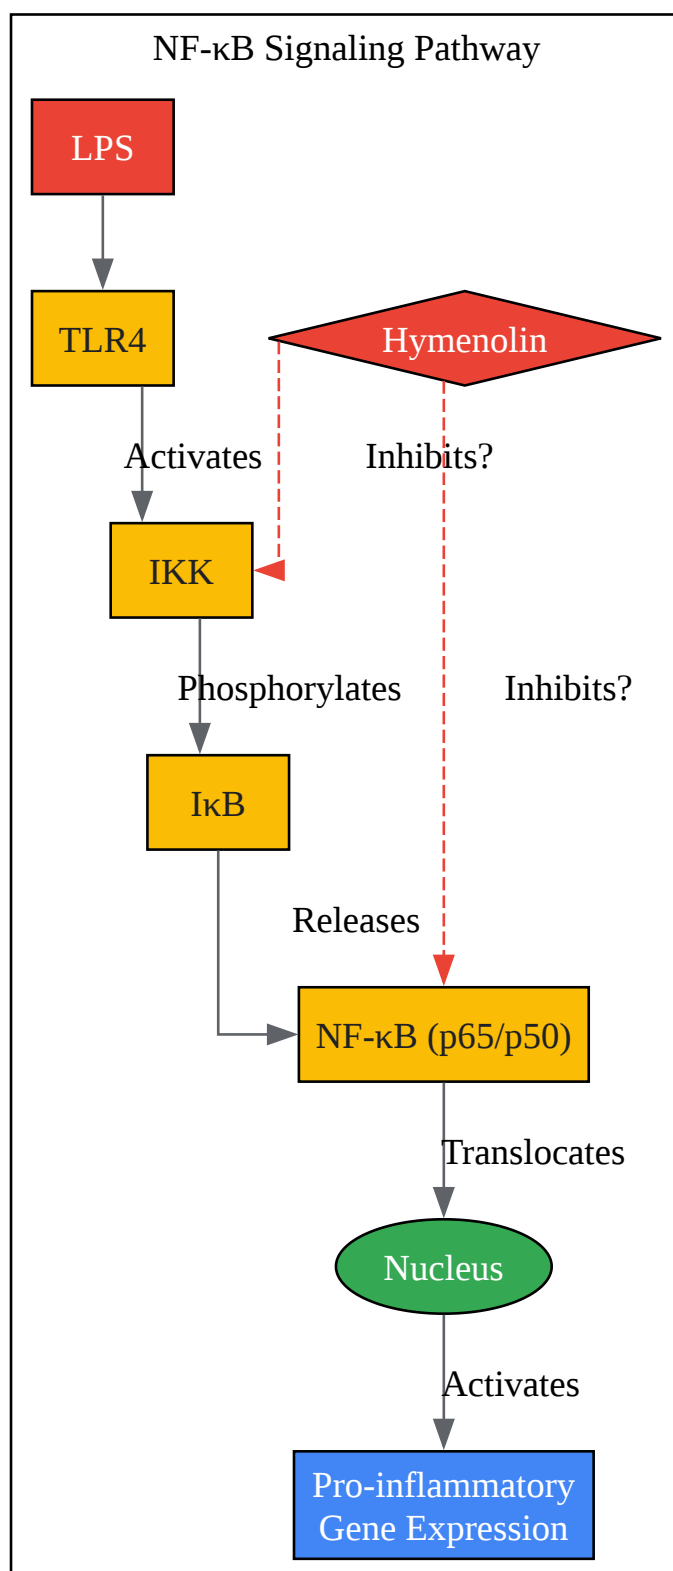 NF-κB Signaling Pathway
LPS
TLR4
Hymenolin
Activates
Inhibits?
IKK
Phosphorylates
Inhibits?
IκB
Releases
NF-κB (p65/p50)
Translocates
Nucleus
Activates
Pro-inflammatory
Gene Expression